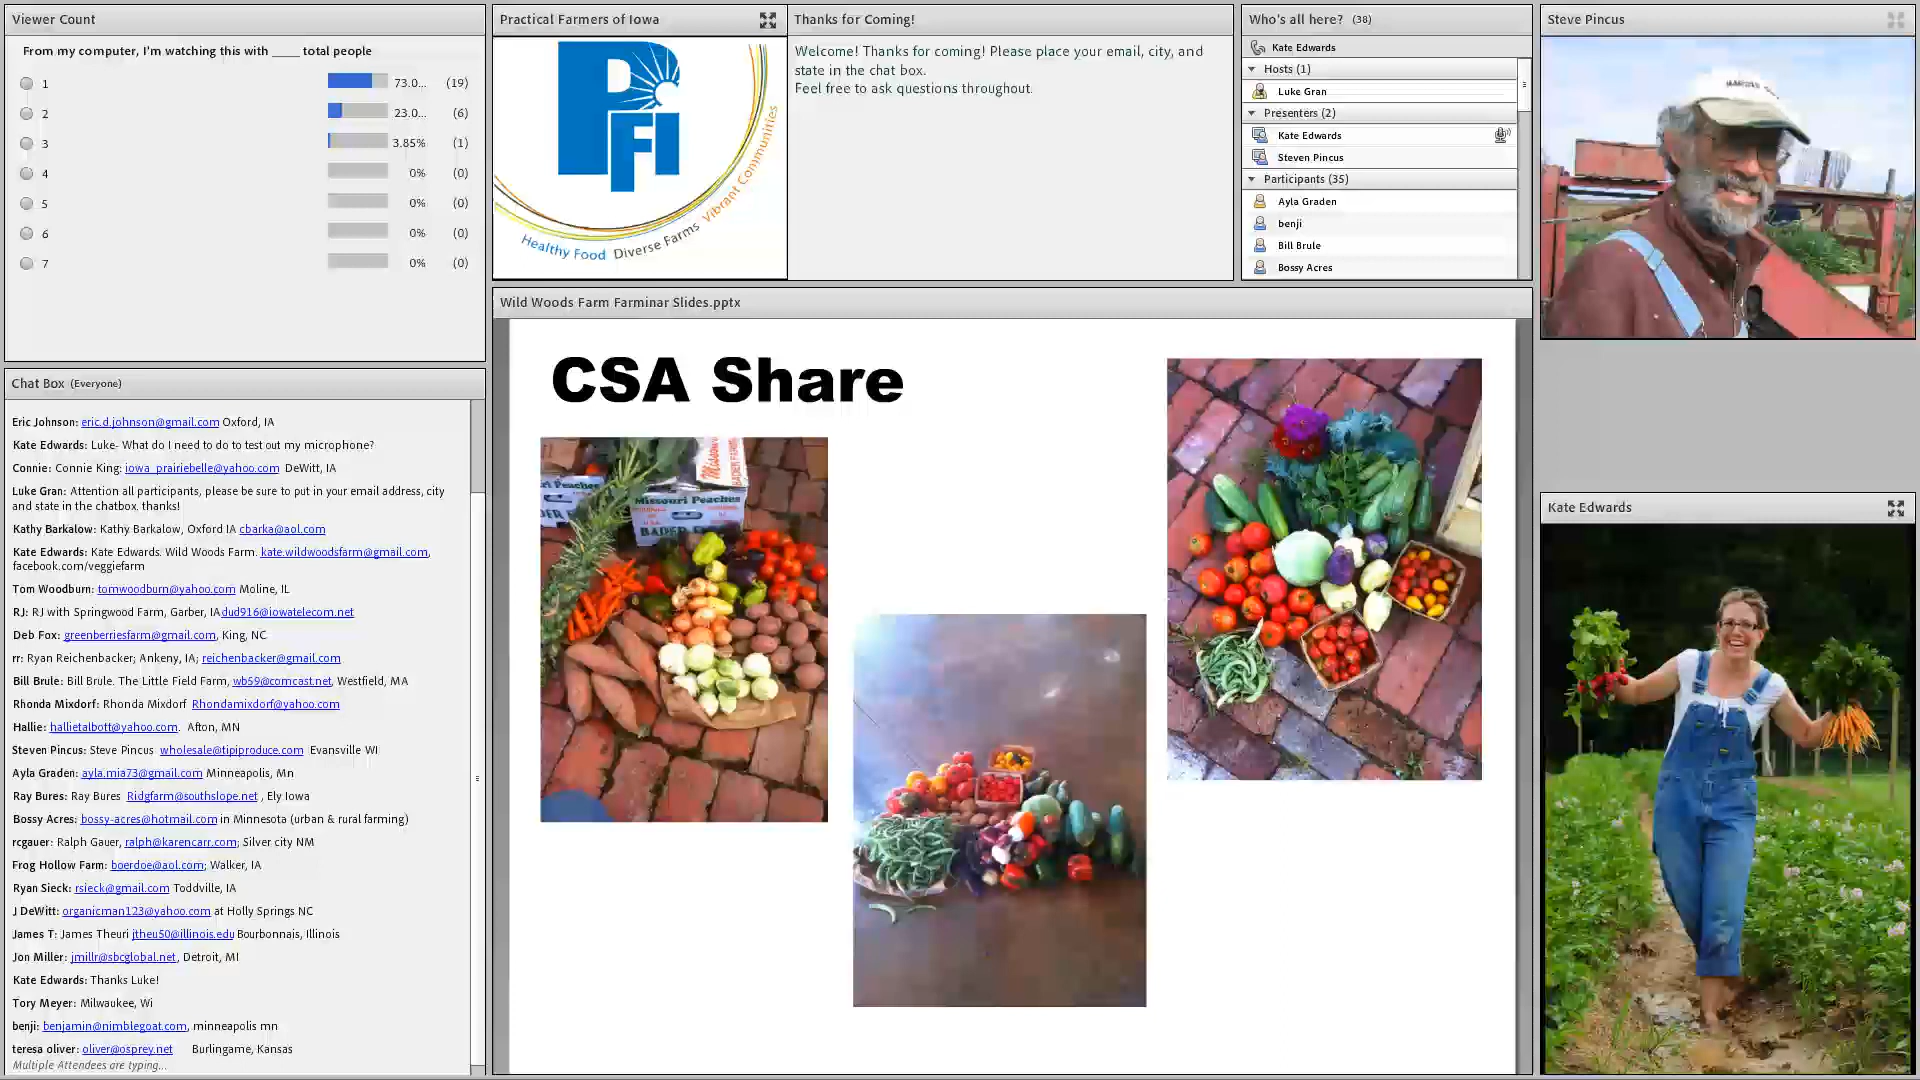 Viewer Count
From my computer, I'm watching this with ____ total people
1 73.0... (19)
2 23.0... (6)
3 3.85% (1)
4 0% (0)
5 0% (0)
6 0% (0)
7 0% (0)
Chat Box (Everyone)
Eric Johnson: eric.d.johnson@gmail.com Oxford, IA
Kate Edwards: Luke- What do I need to do to test out my microphone?
Connie: Connie King: iowa_prairiebelle@yahoo.com DeWitt, IA
Luke Gran: Attention all participants, please be sure to put in your email address, city
and state in the chatbox. thanks!
Kathy Barkalow: Kathy Barkalow, Oxford IA cbarka@aol.com
Kate Edwards: Kate Edwards. Wild Woods Farm. kate.wildwoodsfarm@gmail.com,
facebook.com/veggiefarm
Tom Woodburn: tomwoodburn@yahoo.com Moline, IL
RJ: RJ with Springwood Farm, Garber, IA dud916@iowatelecom.net
Deb Fox: greenberriesfarm@gmail.com, King, NC
rr: Ryan Reichenbacker; Ankeny, IA; reichenbacker@gmail.com
Bill Brule: Bill Brule. The Little Field Farm, wb59@comcast.net, Westfield, MA
Rhonda Mixdorf: Rhonda Mixdorf Rhondamixdorf@yahoo.com
Hallie: hallietalbott@yahoo.com. Afton, MN
Steven Pincus: Steve Pincus wholesale@tipiproduce.com Evansville WI
Ayla Graden: ayla.mia73@gmail.com Minneapolis, Mn
Ray Bures: Ray Bures Ridgfarm@southslope.net , Ely Iowa
Bossy Acres: bossy-acres@hotmail.com in Minnesota (urban & rural farming)
rcgauer: Ralph Gauer, ralph@karencarr.com; Silver city NM
Frog Hollow Farm: boerdoe@aol.com; Walker, IA
Ryan Sieck: rsieck@gmail.com Toddville, IA
J DeWitt: organicman123@yahoo.com at Holly Springs NC
James T: James Theuri jtheu50@illinois.edu Bourbonnais, Illinois
Jon Miller: jmillr@sbcglobal.net, Detroit, MI
Kate Edwards: Thanks Luke!
Tory Meyer: Milwaukee, Wi
benji: benjamin@nimblegoat.com, minneapolis mn
teresa oliver: oliver@osprey.net Burlingame, Kansas
Multiple Attendees are typing...
Practical Farmers of Iowa
PFI
Healthy Food Diverse Farms Vibrant Communities
Thanks for Coming!
Welcome! Thanks for coming! Please place your email, city, and
state in the chat box.
Feel free to ask questions throughout.
Who's all here? (38)
Kate Edwards
Hosts (1)
Luke Gran
Presenters (2)
Kate Edwards
Steven Pincus
Participants (35)
Ayla Graden
benji
Bill Brule
Bossy Acres
Wild Woods Farm Farminar Slides.pptx
CSA Share
Missouri Peaches
Steve Pincus
Kate Edwards